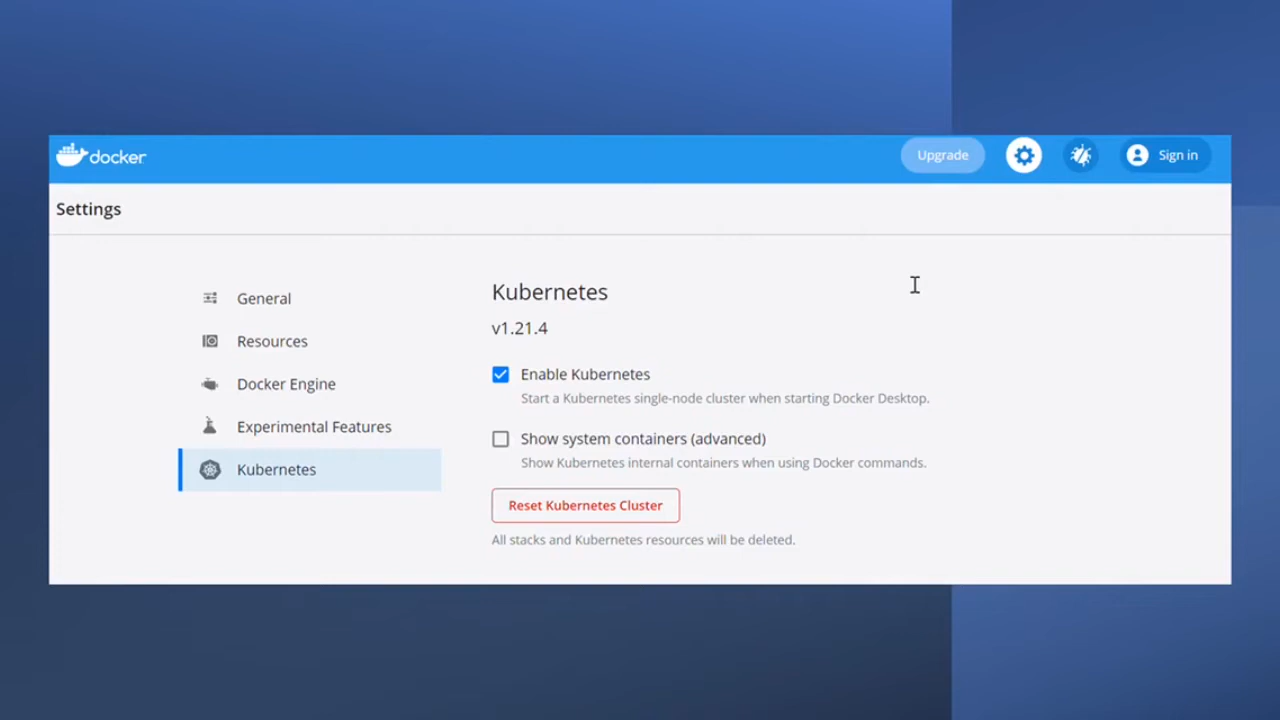 docker
Upgrade
Sign in
Settings
General
Resources
Docker Engine
Experimental Features
Kubernetes
Kubernetes
v1.21.4
Enable Kubernetes
Start a Kubernetes single-node cluster when starting Docker Desktop.
Show system containers (advanced)
Show Kubernetes internal containers when using Docker commands.
Reset Kubernetes Cluster
All stacks and Kubernetes resources will be deleted.